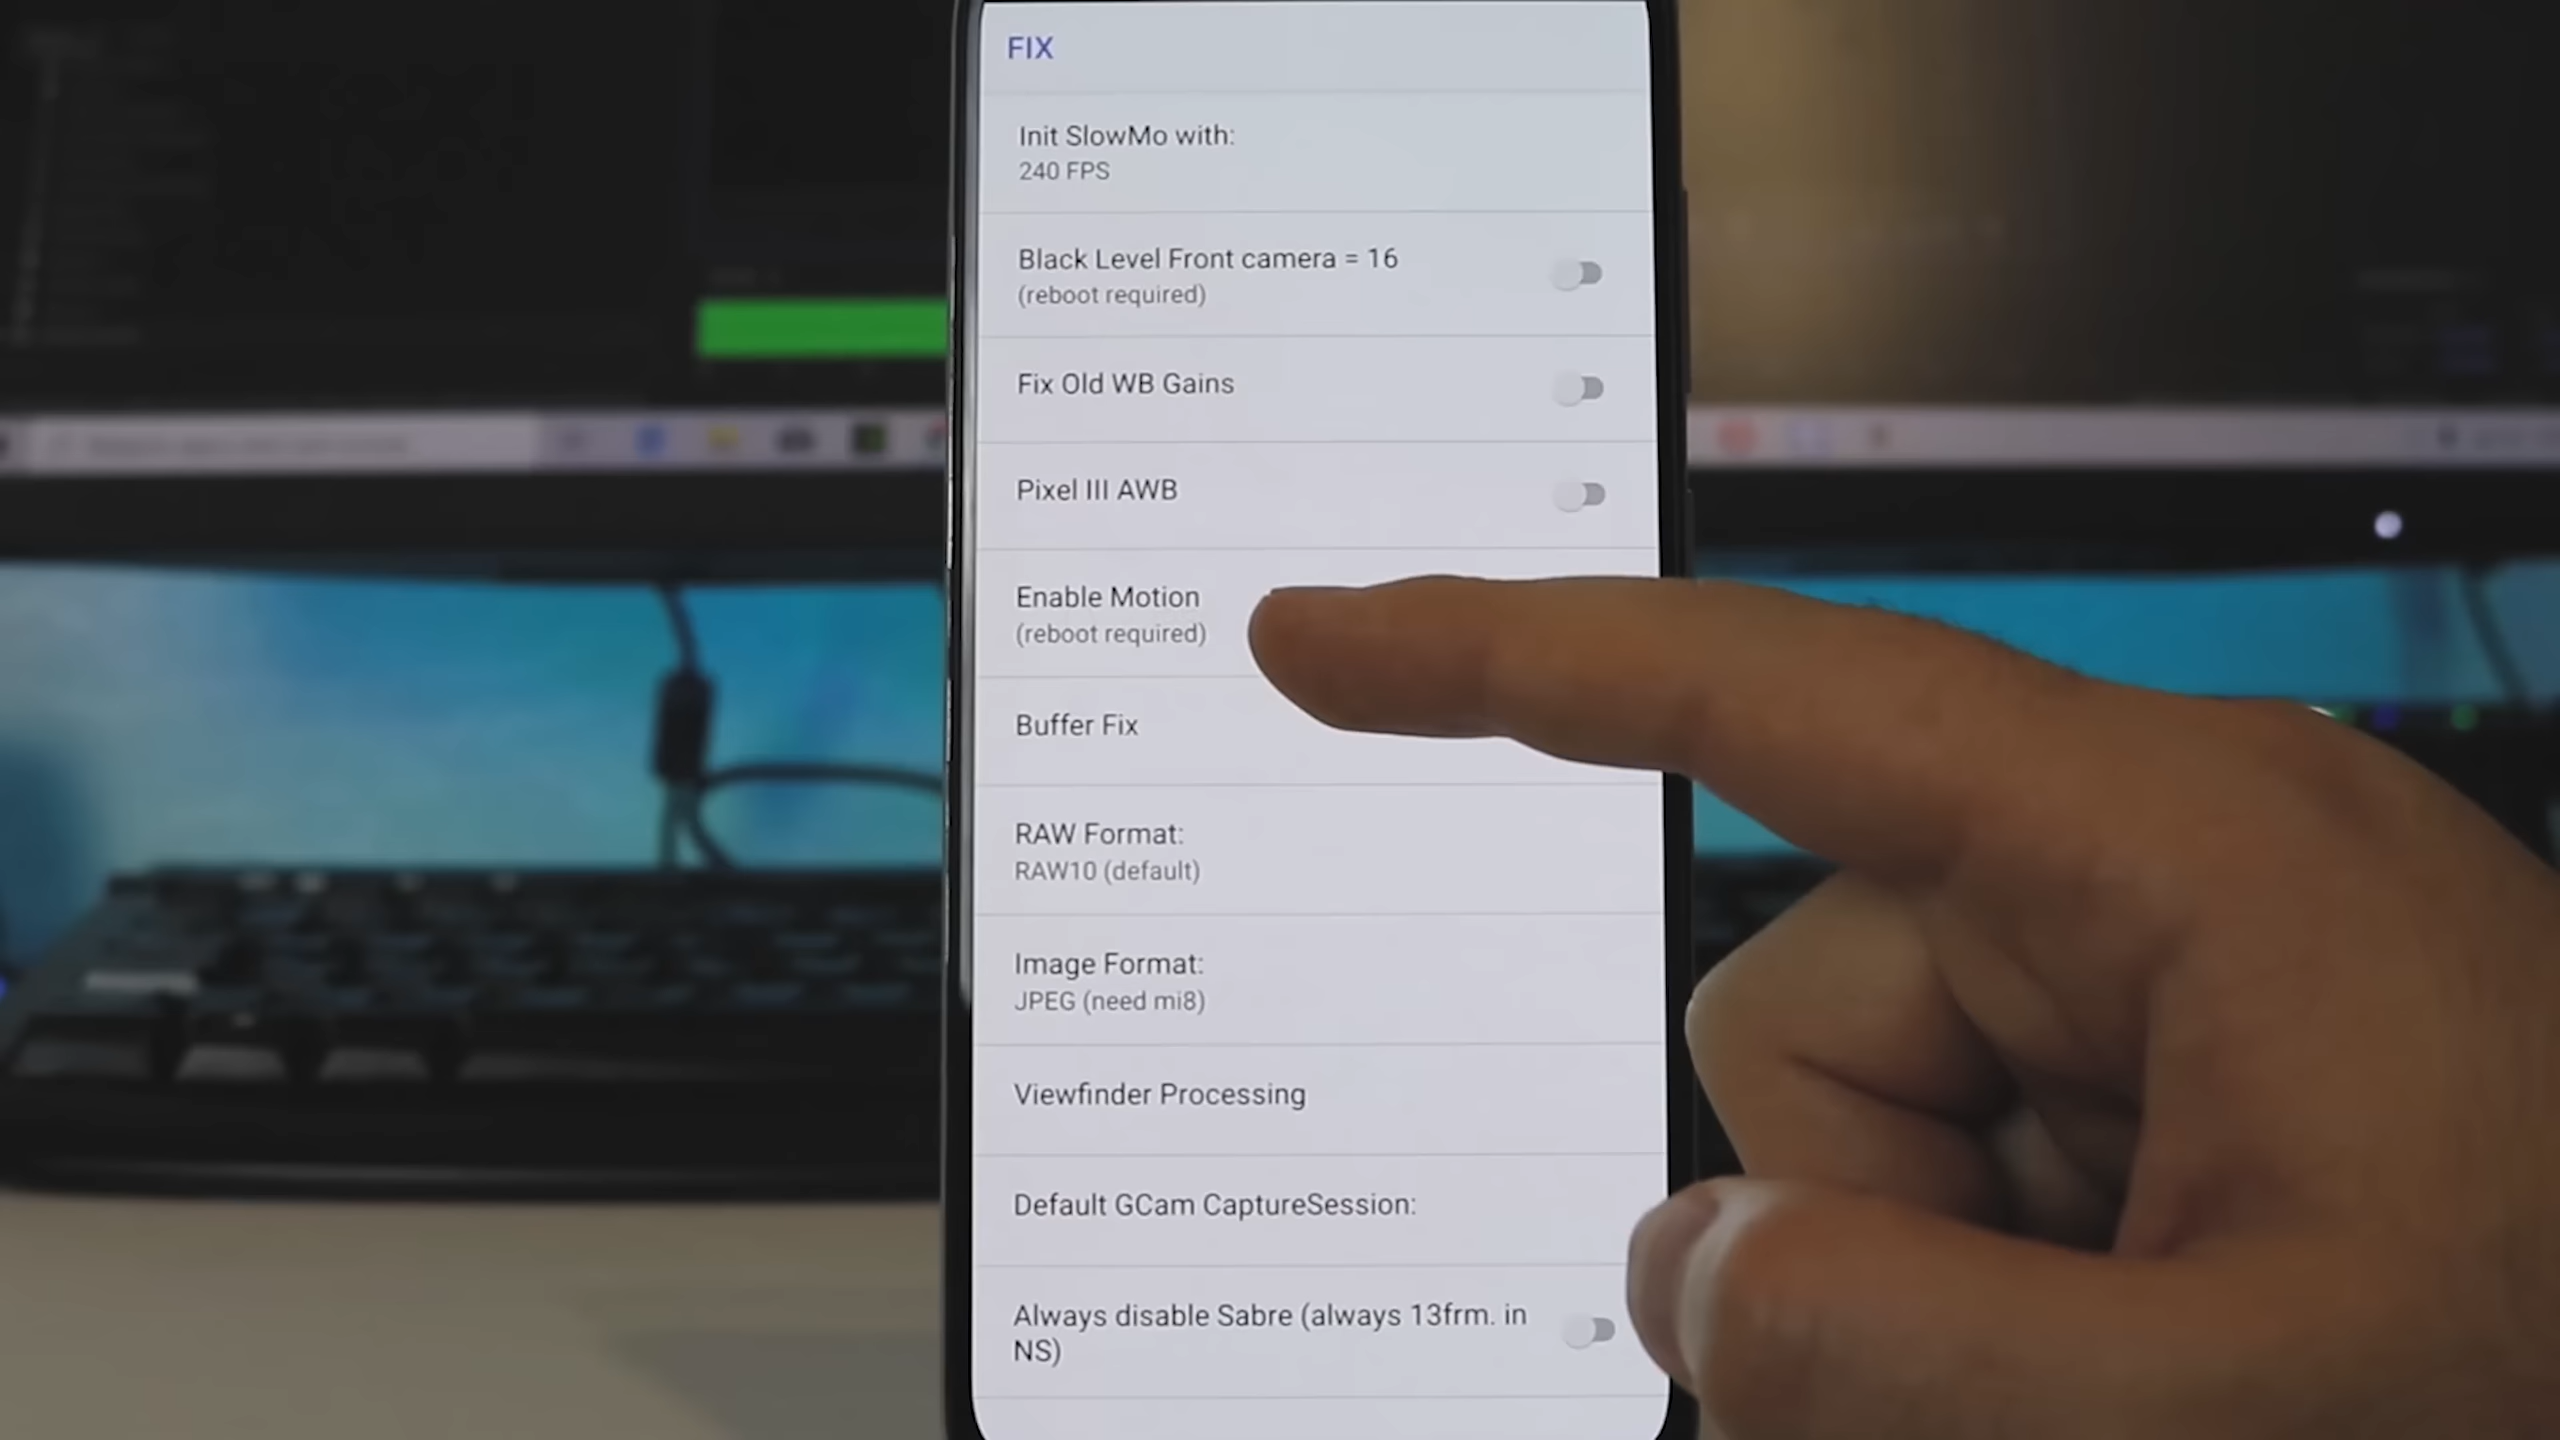 FIX
Init SlowMo with:
240 FPS
Black Level Front camera = 16
(reboot required)
Fix Old WB Gains
Pixel III AWB
Enable Motion
(reboot required)
Buffer Fix
RAW Format:
RAW10 (default)
Image Format:
JPEG (need mi8)
Viewfinder Processing
Default GCam CaptureSession:
Always disable Sabre (always 13frm. in
NS)